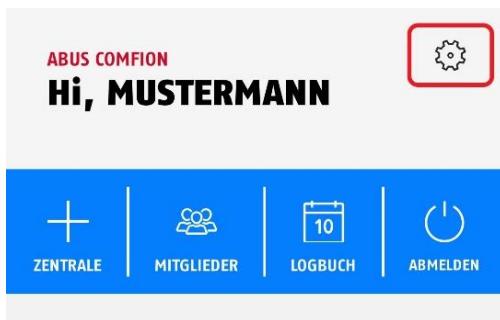 ABUS COMFION
Hi, MUSTERMANN
10
ZENTRALE
MITGLIEDER
LOGBUCH
ABMELDEN